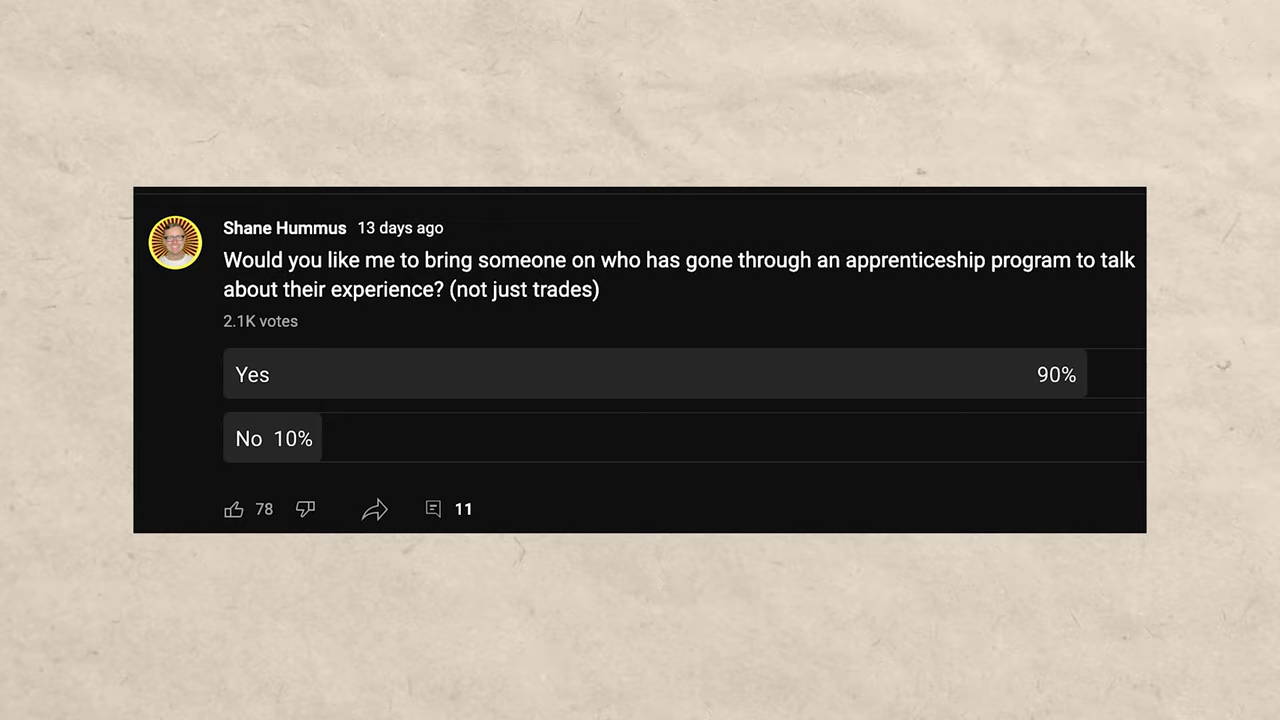 Shane Hummus 13 days ago
Would you like me to bring someone on who has gone through an apprenticeship program to talk
about their experience? (not just trades)
2.1K votes
Yes 90%
No 10%
78 11